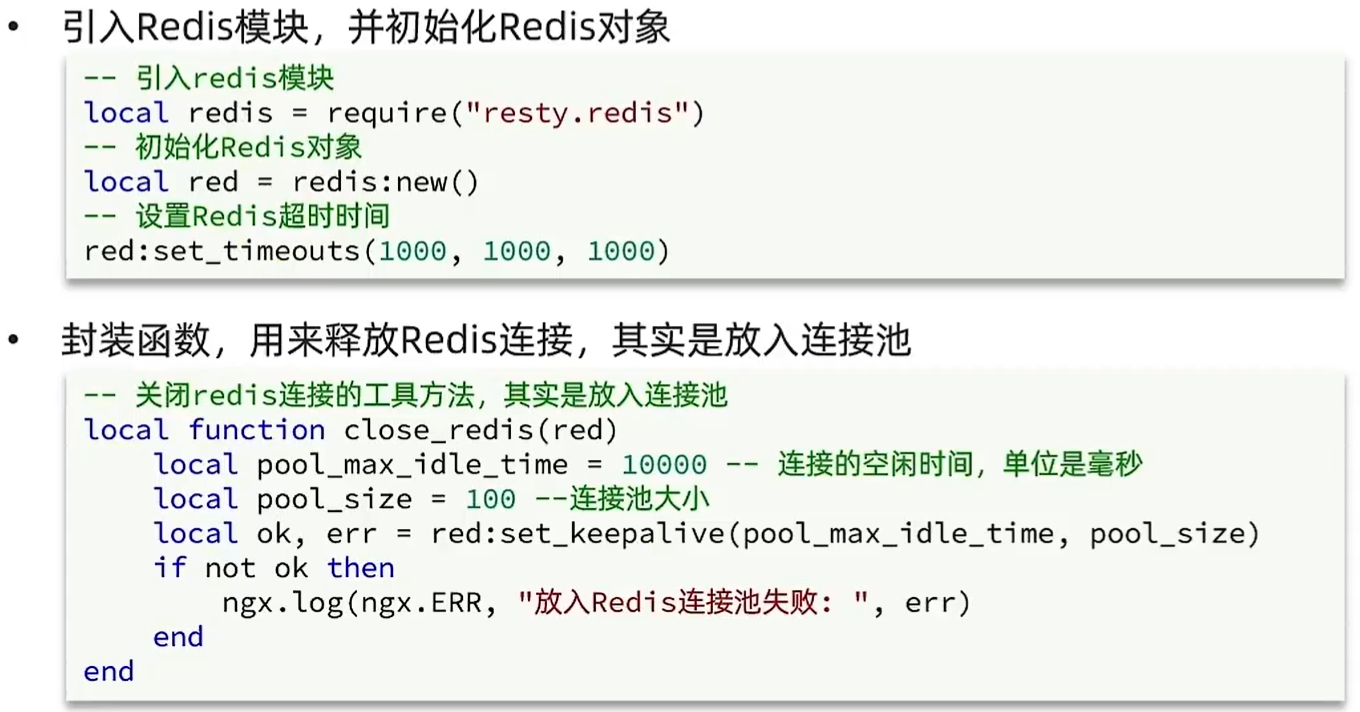 • 引入Redis模块，并初始化Redis对象
-- 引入redis模块
local redis = require("resty.redis")
-- 初始化Redis对象
local red = redis:new()
-- 设置Redis超时时间
red:set_timeouts(1000, 1000, 1000)
• 封装函数，用来释放Redis连接，其实是放入连接池
-- 关闭redis连接的工具方法，其实是放入连接池
local function close_redis(red)
    local pool_max_idle_time = 10000 -- 连接的空闲时间，单位是毫秒
    local pool_size = 100 --连接池大小
    local ok, err = red:set_keepalive(pool_max_idle_time, pool_size)
    if not ok then
        ngx.log(ngx.ERR, "放入Redis连接池失败: ", err)
    end
end